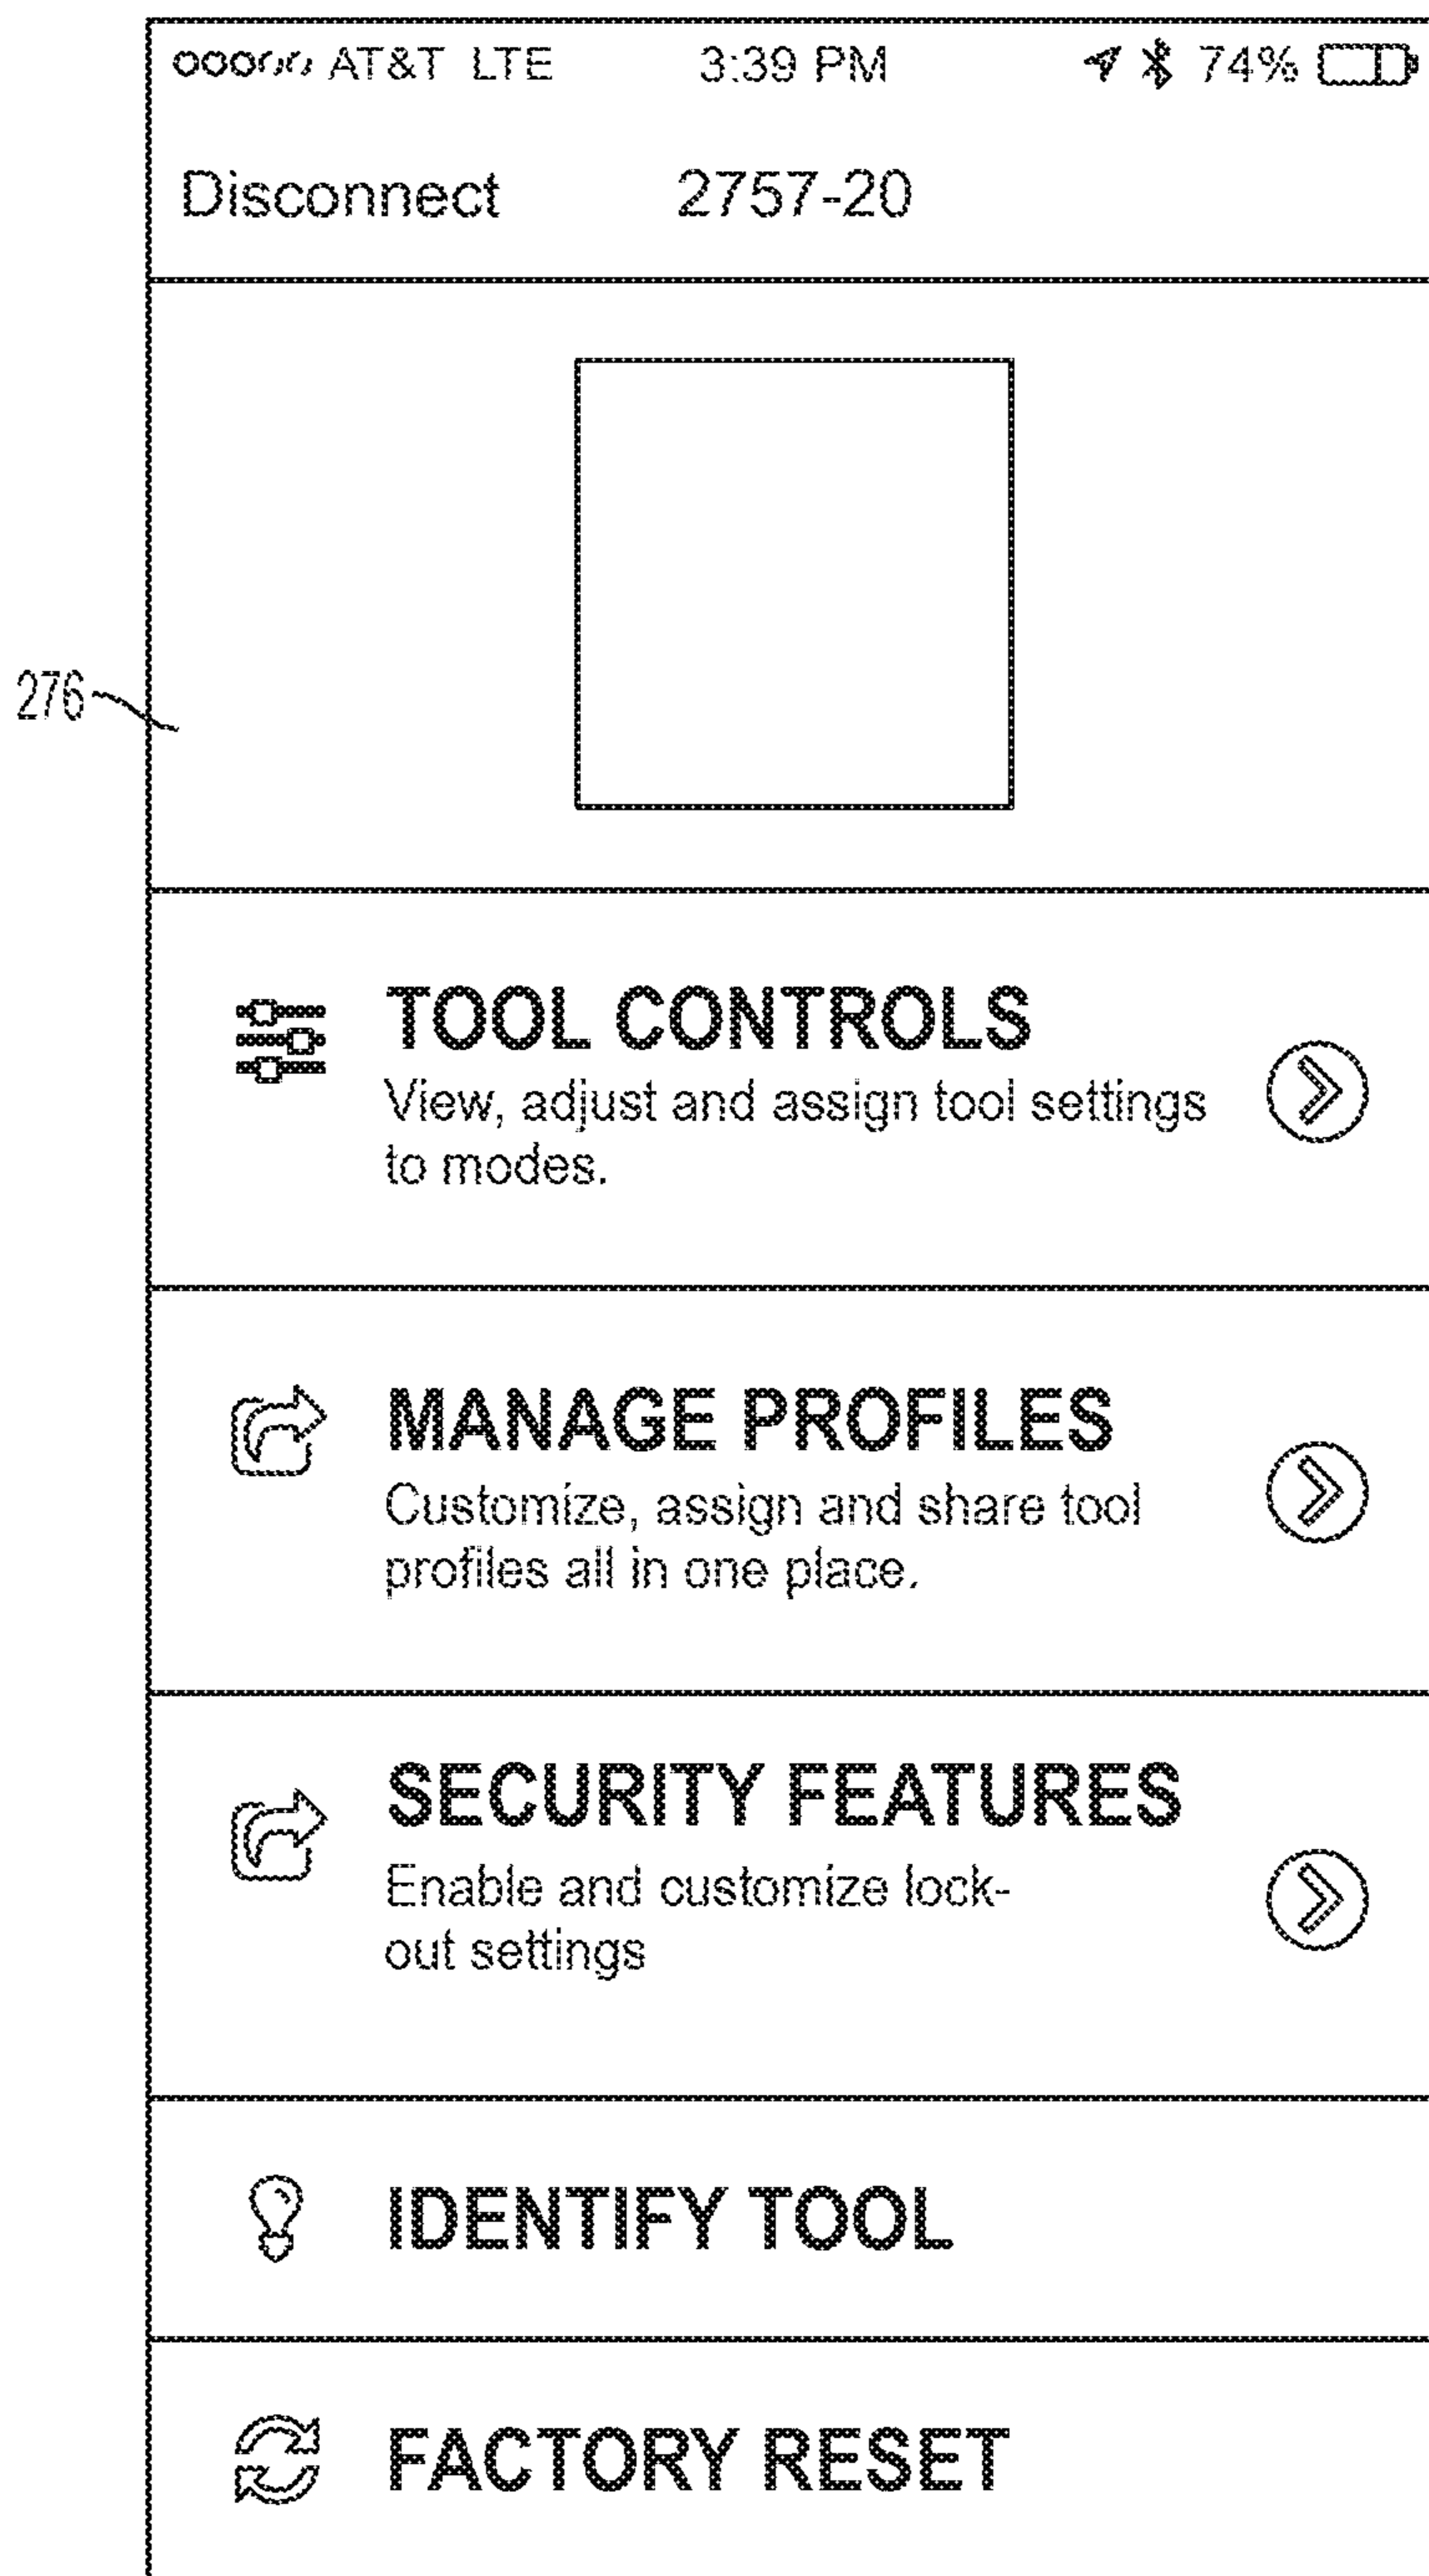 AT&T LTE 3:39 PM 74%
Disconnect 2757-20
276
TOOL CONTROLS
View, adjust and assign tool settings
to modes.
MANAGE PROFILES
Customize, assign and share tool
profiles all in one place.
SECURITY FEATURES
Enable and customize lock-
out settings
IDENTIFY TOOL
FACTORY RESET